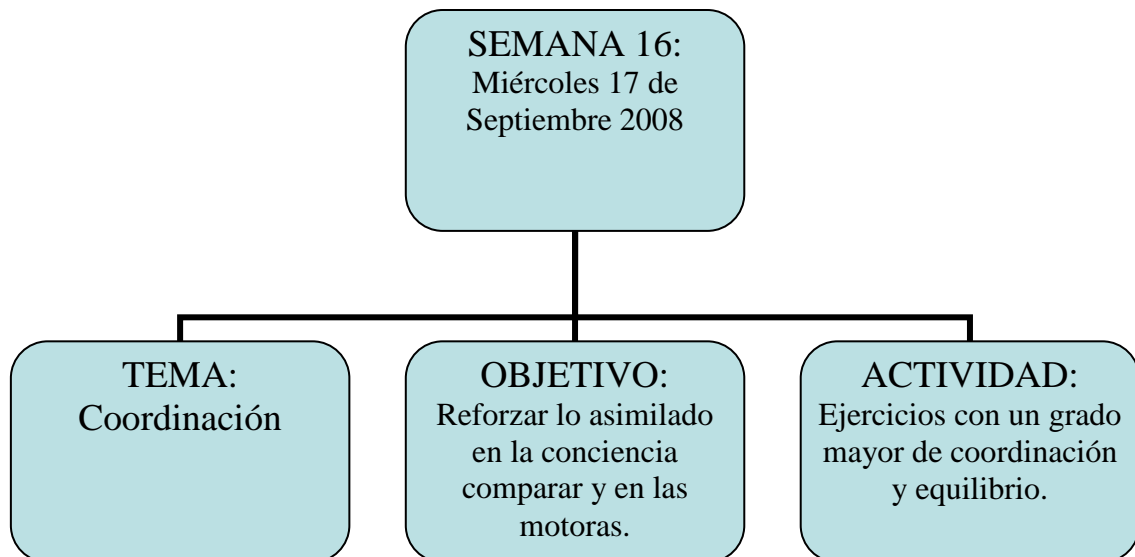 SEMANA 16:
Miércoles 17 de
Septiembre 2008
TEMA:
Coordinación
OBJETIVO:
Reforzar lo asimilado
en la conciencia
comparar y en las
motoras.
ACTIVIDAD:
Ejercicios con un grado
mayor de coordinación
y equilibrio.